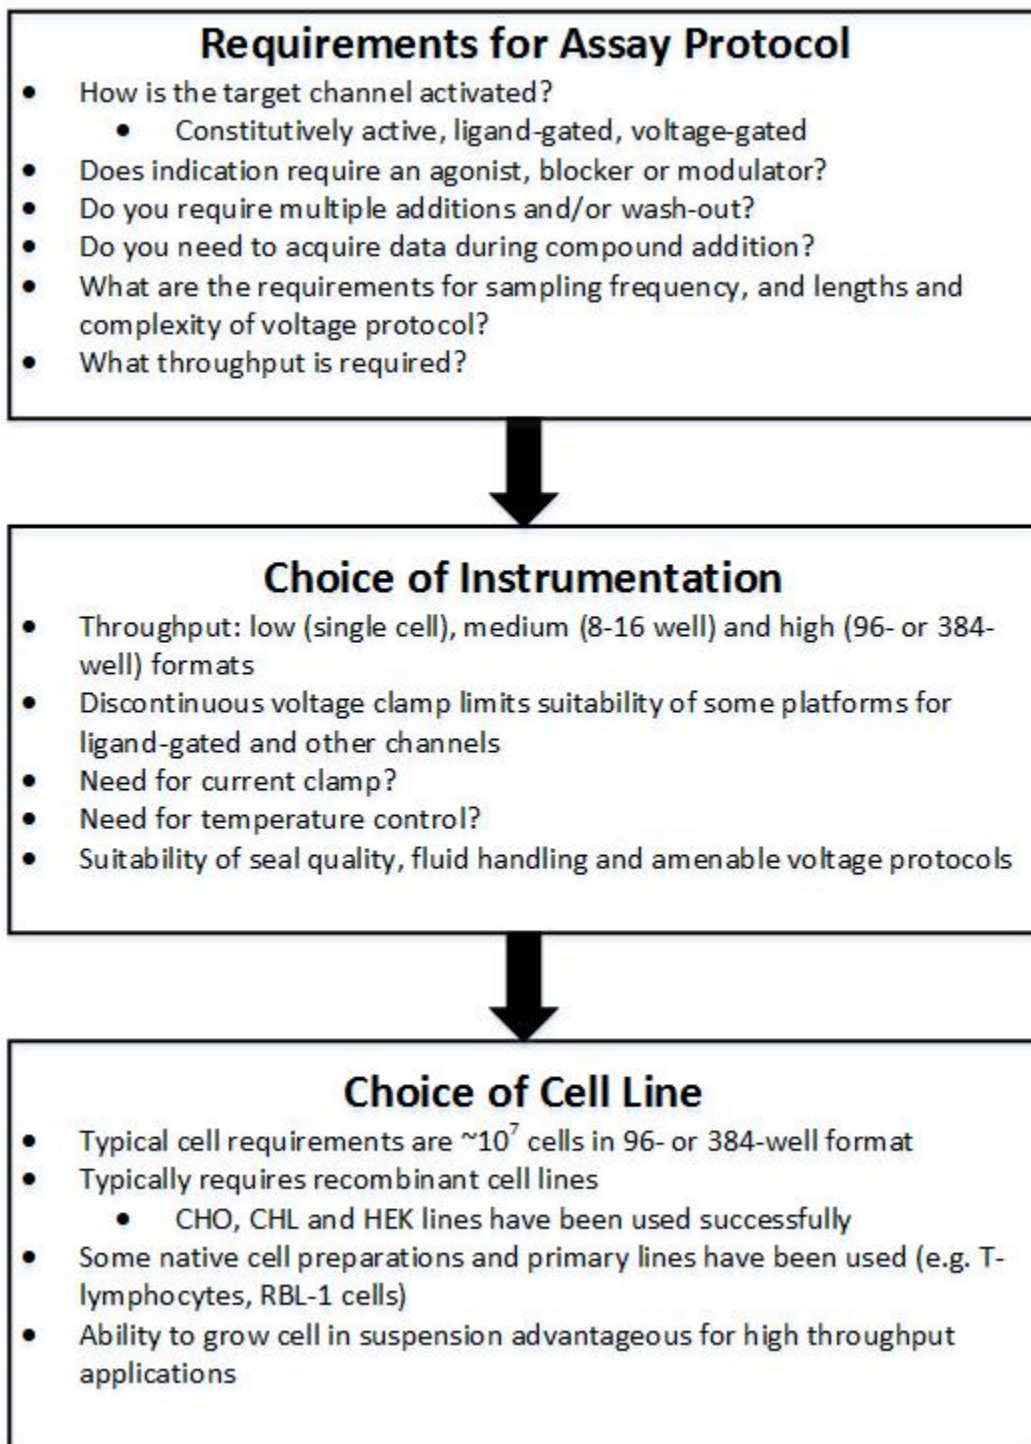 Requirements for Assay Protocol
• How is the target channel activated?
• Constitutively active, ligand-gated, voltage-gated
• Does indication require an agonist, blocker or modulator?
• Do you require multiple additions and/or wash-out?
• Do you need to acquire data during compound addition?
• What are the requirements for sampling frequency, and lengths and
complexity of voltage protocol?
• What throughput is required?
Choice of Instrumentation
• Throughput: low (single cell), medium (8-16 well) and high (96- or 384-
well) formats
• Discontinuous voltage clamp limits suitability of some platforms for
ligand-gated and other channels
• Need for current clamp?
• Need for temperature control?
• Suitability of seal quality, fluid handling and amenable voltage protocols
Choice of Cell Line
• Typical cell requirements are ~10⁷ cells in 96- or 384-well format
• Typically requires recombinant cell lines
• CHO, CHL and HEK lines have been used successfully
• Some native cell preparations and primary lines have been used (e.g. T-
lymphocytes, RBL-1 cells)
• Ability to grow cell in suspension advantageous for high throughput
applications